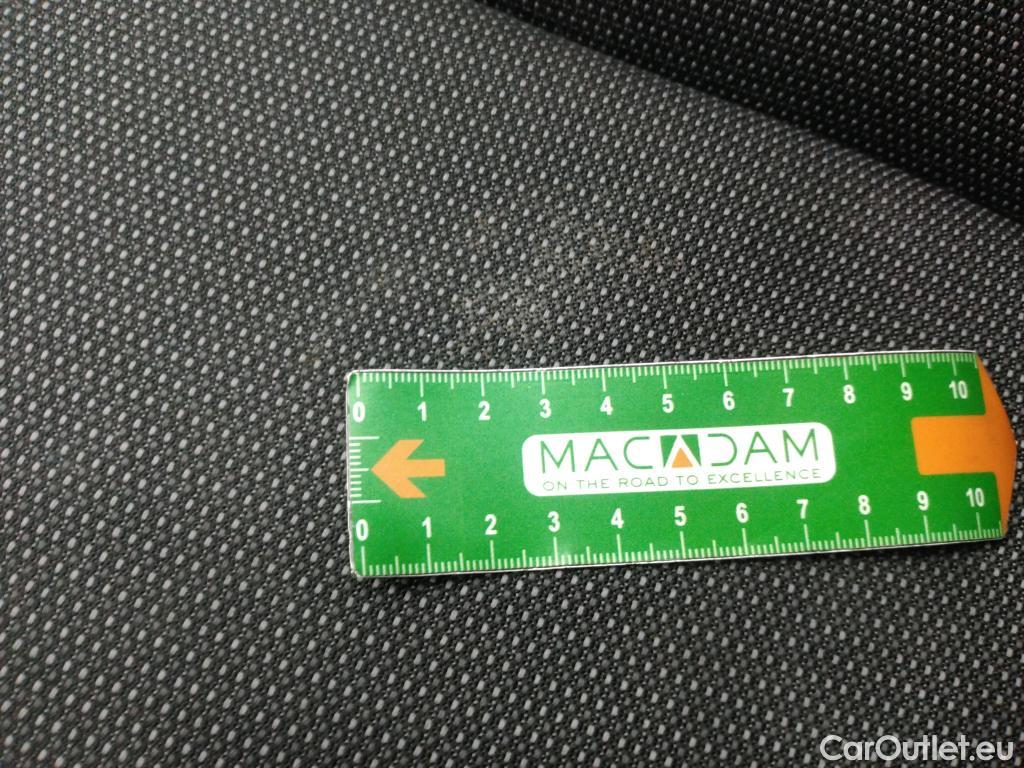 0 1 2 3 4 5 6 7 8 9 10
MACADAM
ON THE ROAD TO EXCELLENCE
0 1 2 3 4 5 6 7 8 9 10
CarOutlet.eu